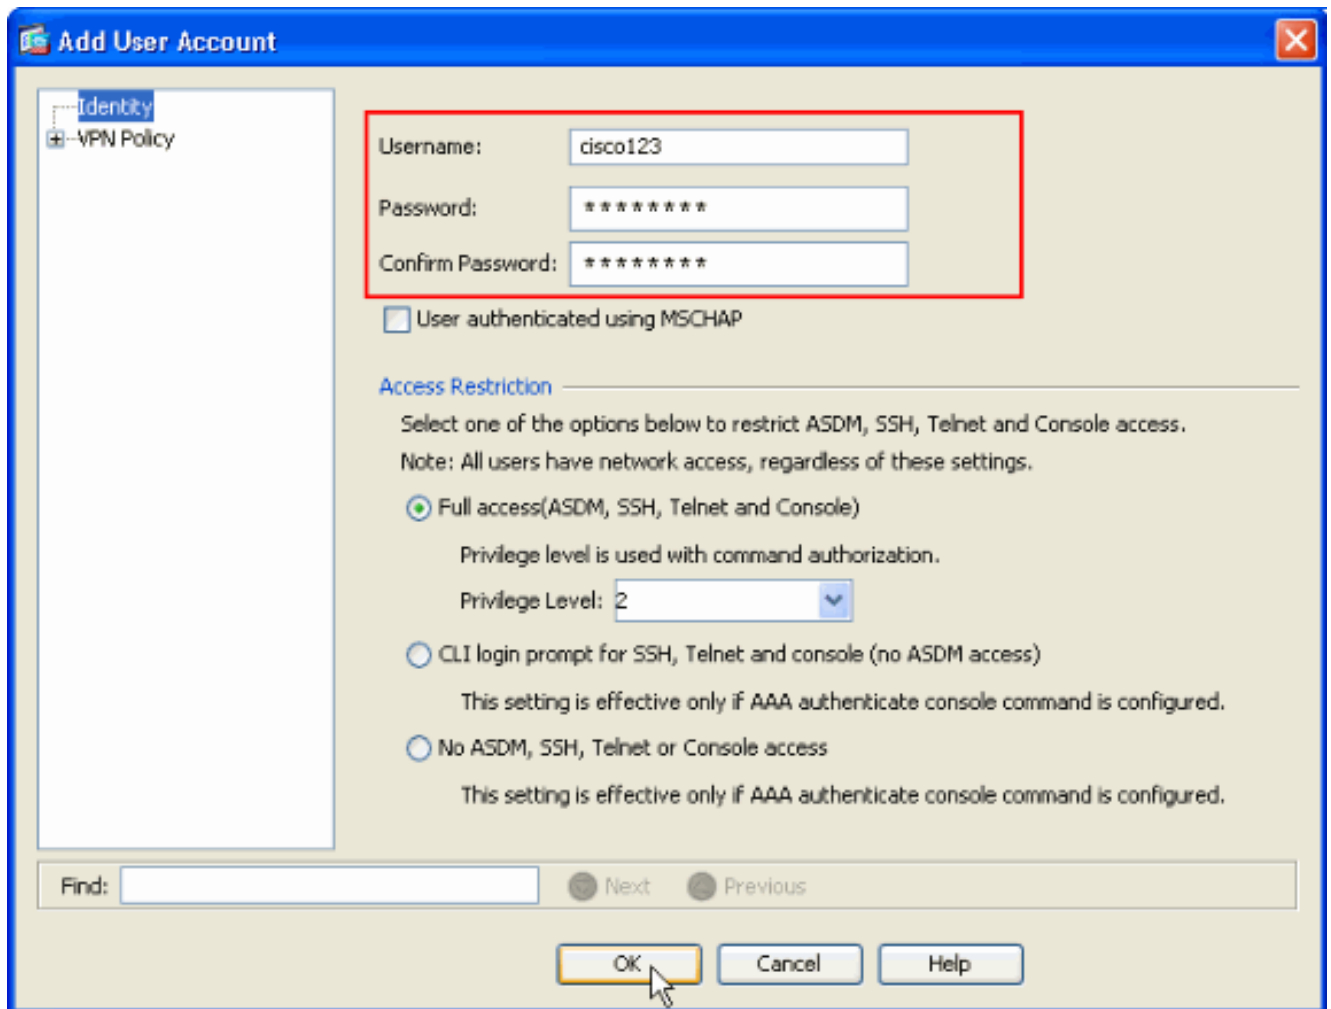 Add User Account
Identity
VPN Policy
Username: cisco123
Password: ********
Confirm Password: ********
User authenticated using MSCHAP
Access Restriction
Select one of the options below to restrict ASDM, SSH, Telnet and Console access.
Note: All users have network access, regardless of these settings.
Full access(ASDM, SSH, Telnet and Console)
Privilege level is used with command authorization.
Privilege Level: 2
CLI login prompt for SSH, Telnet and console (no ASDM access)
This setting is effective only if AAA authenticate console command is configured.
No ASDM, SSH, Telnet or Console access
This setting is effective only if AAA authenticate console command is configured.
Find: Next Previous
OK Cancel Help